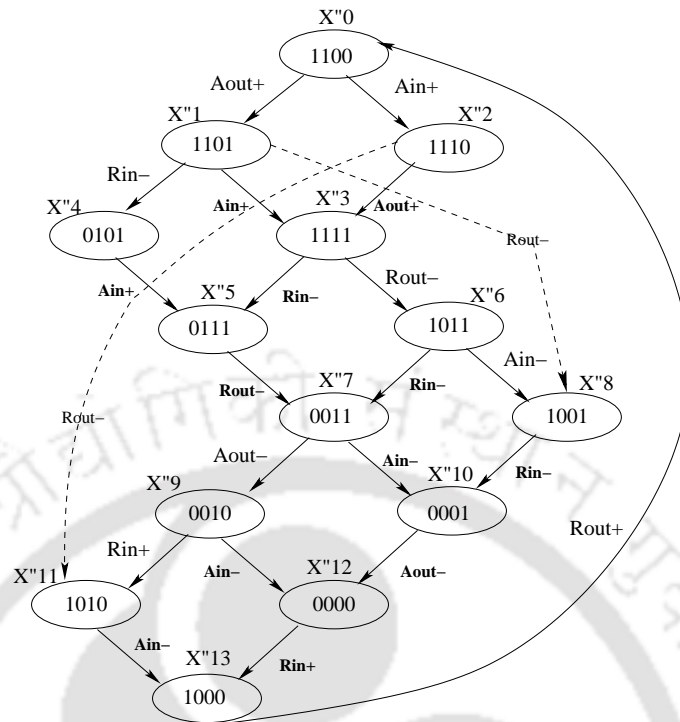 X"0
1100
Aout+
Ain+
X"1
X"2
1101
1110
Rin−
Ain+
X"3
Aout+
X"4
0101
1111
Rout−
Ain+
X"5
Rin−
Rout−
X"6
0111
1011
Ain−
Rout−
X"7
Rin−
X"8
0011
1001
Rout−
Aout−
Ain−
X"10
Rin−
X"9
0010
0001
Rout+
Rin+
Ain−
X"12
Aout−
X"11
1010
0000
Ain−
X"13
Rin+
1000